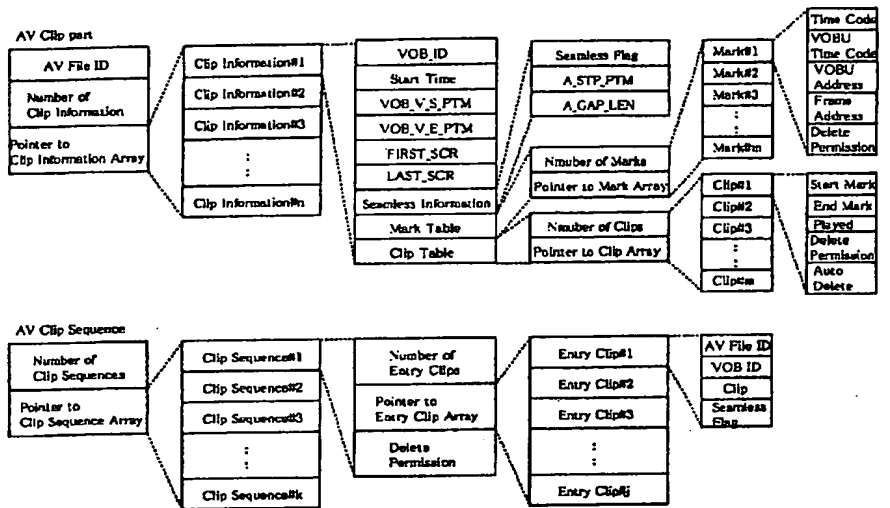 AV Clip part
AV File ID
Number of
Clip Information
Pointer to
Clip Information Array
Clip Information#1
Clip Information#2
Clip Information#3
:
:
Clip Information#n
VOB_ID
Start Time
VOB_V_S_PTM
VOB_V_E_PTM
FIRST_SCR
LAST_SCR
Seamless Information
Mark Table
Clip Table
Seamless Flag
A_STP_PTM
A_GAP_LEN
Nmuber of Marks
Pointer to Mark Array
Nmuber of Clips
Pointer to Clip Array
Mark#1
Mark#2
Mark#3
:
:
Mark#m
Clip#1
Clip#2
Clip#3
:
:
Clip#m
Time Code
VOBU
Time Code
VOBU
Address
Frame
Address
Delete
Permission
Start Mark
End Mark
Played
Delete
Permission
Auto
Delete
AV Clip Sequence
Number of
Clip Sequences
Pointer to
Clip Sequence Array
Clip Sequence#1
Clip Sequence#2
Clip Sequence#3
:
:
Clip Sequence#k
Number of
Entry Clips
Pointer to
Entry Clip Array
Delete
Permission
Entry Clip#1
Entry Clip#2
Entry Clip#3
:
:
Entry Clip#j
AV File ID
VOB ID
Clip
Seamless
Flag